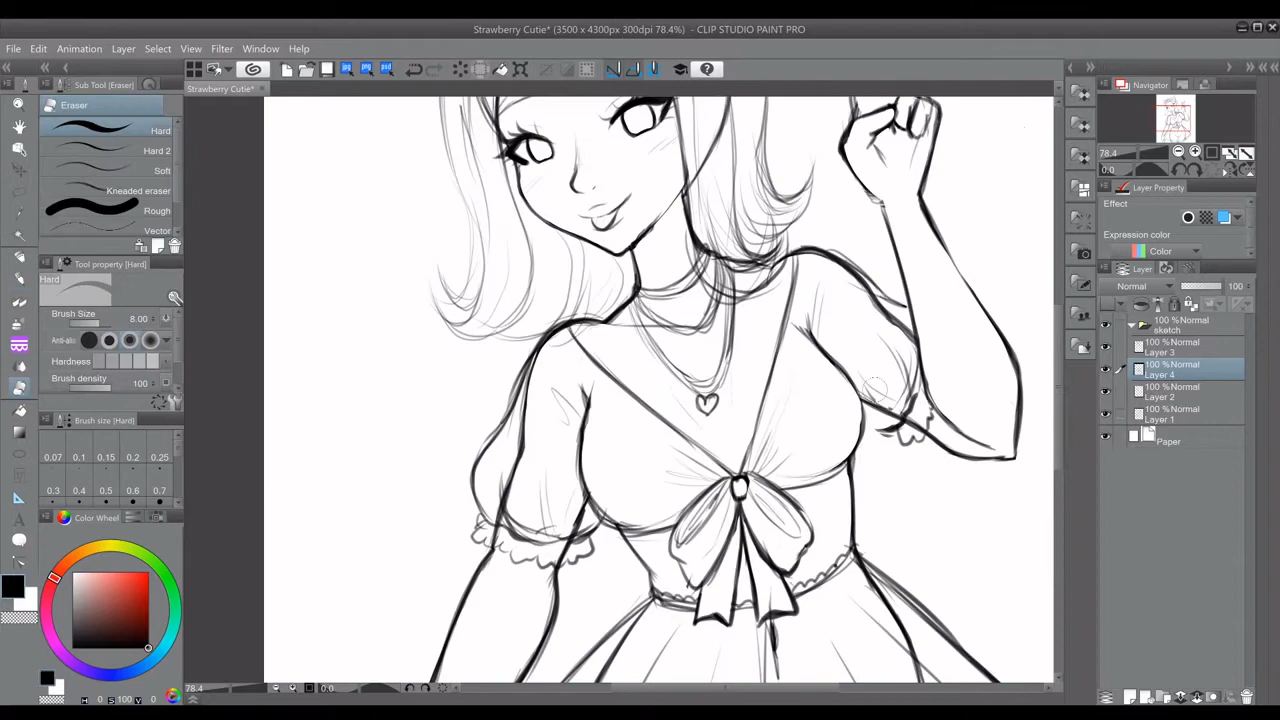 Strawberry Cutie* (3500 x 4300px 300dpi 78.4%) - CLIP STUDIO PAINT PRO
File Edit Animation Layer Select View Filter Window Help
Sub Tool [Eraser]
Strawberry Cutie*
Navigator
Eraser
Hard
Hard 2
Soft
Kneaded eraser
Rough
Vector
78.4
0.0
Layer Property
Effect
Expression color
Color
Tool property [Hard]
Hard
Brush Size 9.00
Anti-alia
Hardness
Brush density 100
Layer
Normal 100
100 %Normal
sketch
100 %Normal
Layer 3
100 %Normal
Layer 4
100 %Normal
Layer 2
100 %Normal
Layer 1
Paper
Brush size [Hard]
0.07 0.1 0.15 0.2 0.25
0.3 0.4 0.5 0.6 0.7
Color Wheel
H 0 S 100 V 0
78.4 0.0